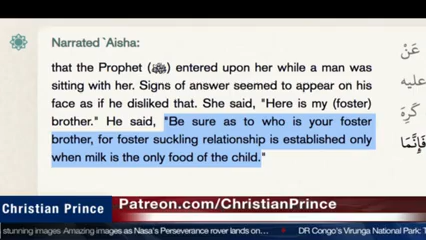 Narrated `Aisha:
that the Prophet (ﷺ) entered upon her while a man was
sitting with her. Signs of answer seemed to appear on his
face as if he disliked that. She said, "Here is my (foster)
brother." He said, "Be sure as to who is your foster
brother, for foster suckling relationship is established only
when milk is the only food of the child."
عَنْ
عليه
كَرِهَ
فَإِنَّمَا
Christian Prince
Patreon.com/ChristianPrince
stunning images Amazing images as Nasa's Perseverance rover lands on…
DR Congo's Virunga National Park: